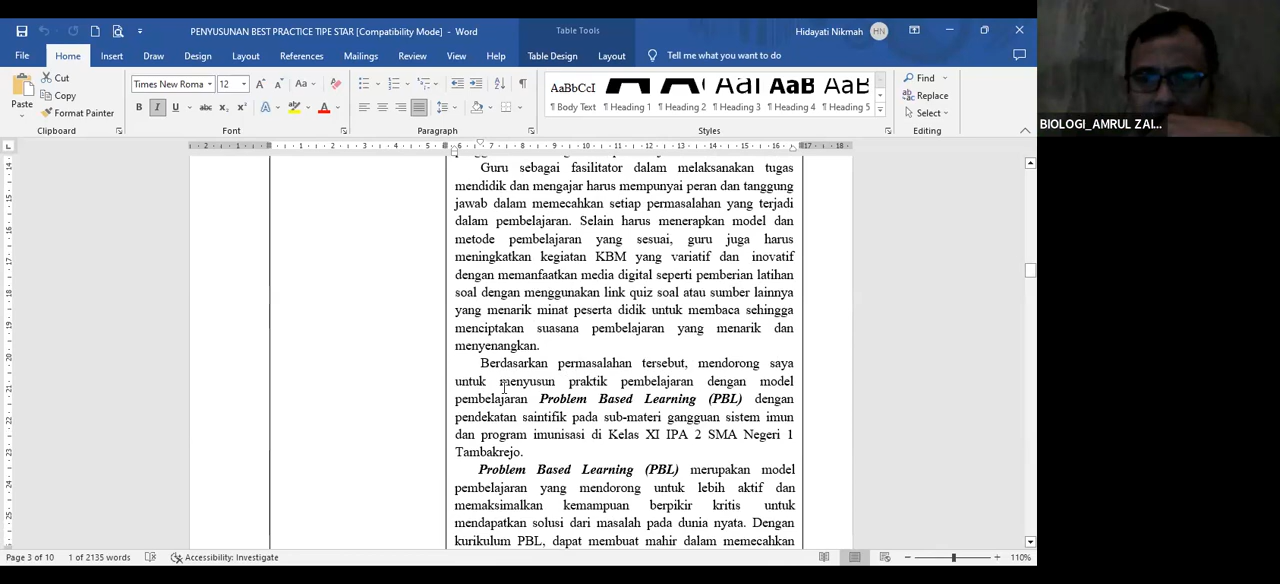 PENYUSUNAN BEST PRACTICE TIPE STAR [Compatibility Mode] - Word
Table Tools
Hidayati Nikmah HN
File Home Insert Draw Design Layout References Mailings Review View Help Table Design Layout Tell me what you want to do
Paste
Cut
Copy
Format Painter
Clipboard
Times New Roma 12
Font
Paragraph
AaBbCcI
¶ Body Text ¶ Heading 1 ¶ Heading 2 ¶ Heading 3 ¶ Heading 4 ¶ Heading 5
Styles
Find
Replace
Select
Editing
BIOLOGI_AMRUL ZAI...
Guru sebagai fasilitator dalam melaksanakan tugas
mendidik dan mengajar harus mempunyai peran dan tanggung
jawab dalam memecahkan setiap permasalahan yang terjadi
dalam pembelajaran. Selain harus menerapkan model dan
metode pembelajaran yang sesuai, guru juga harus
meningkatkan kegiatan KBM yang variatif dan inovatif
dengan memanfaatkan media digital seperti pemberian latihan
soal dengan menggunakan link quiz soal atau sumber lainnya
yang menarik minat peserta didik untuk membaca sehingga
menciptakan suasana pembelajaran yang menarik dan
menyenangkan.
Berdasarkan permasalahan tersebut, mendorong saya
untuk menyusun praktik pembelajaran dengan model
pembelajaran Problem Based Learning (PBL) dengan
pendekatan saintifik pada sub-materi gangguan sistem imun
dan program imunisasi di Kelas XI IPA 2 SMA Negeri 1
Tambakrejo.
Problem Based Learning (PBL) merupakan model
pembelajaran yang mendorong untuk lebih aktif dan
memaksimalkan kemampuan berpikir kritis untuk
mendapatkan solusi dari masalah pada dunia nyata. Dengan
kurikulum PBL, dapat membuat mahir dalam memecahkan
Page 3 of 10 1 of 2135 words Accessibility: Investigate 110%